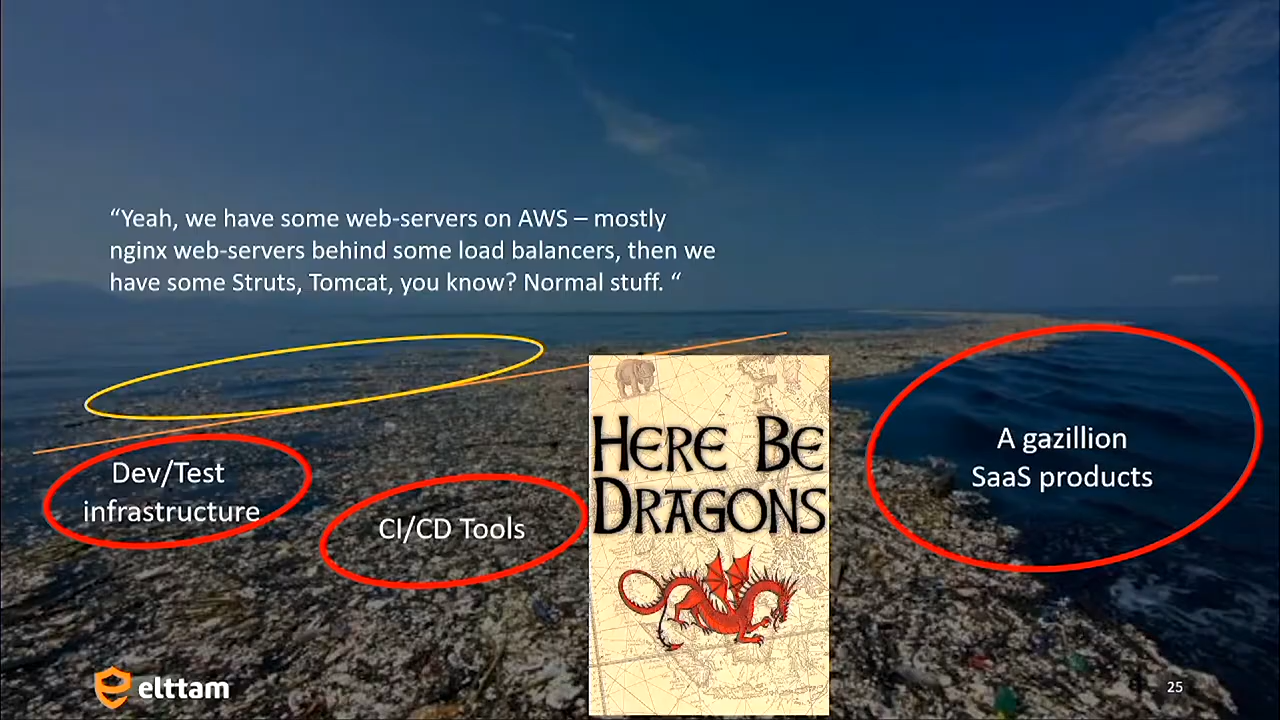 “Yeah, we have some web-servers on AWS – mostly
nginx web-servers behind some load balancers, then we
have some Struts, Tomcat, you know? Normal stuff. “
Dev/Test
infrastructure
CI/CD Tools
HERE BE
DRAGONS
A gazillion
SaaS products
elttam
25